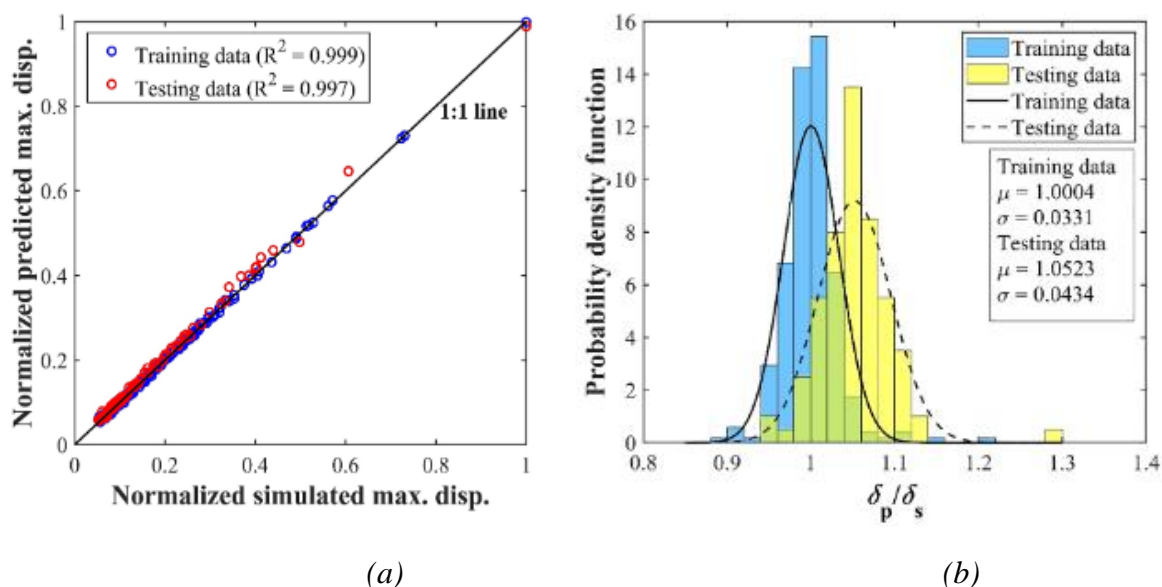 Normalized predicted max. disp.
1
0.8
0.6
0.4
0.2
0
Training data (R² = 0.999)
Testing data (R² = 0.997)
1:1 line
0 0.2 0.4 0.6 0.8 1
Normalized simulated max. disp.
(a)
Probability density function
16
14
12
10
8
6
4
2
0
Training data
Testing data
Training data
Testing data
Training data
μ = 1.0004
σ = 0.0331
Testing data
μ = 1.0523
σ = 0.0434
0.8 0.9 1 1.1 1.2 1.3 1.4
δp/δs
(b)